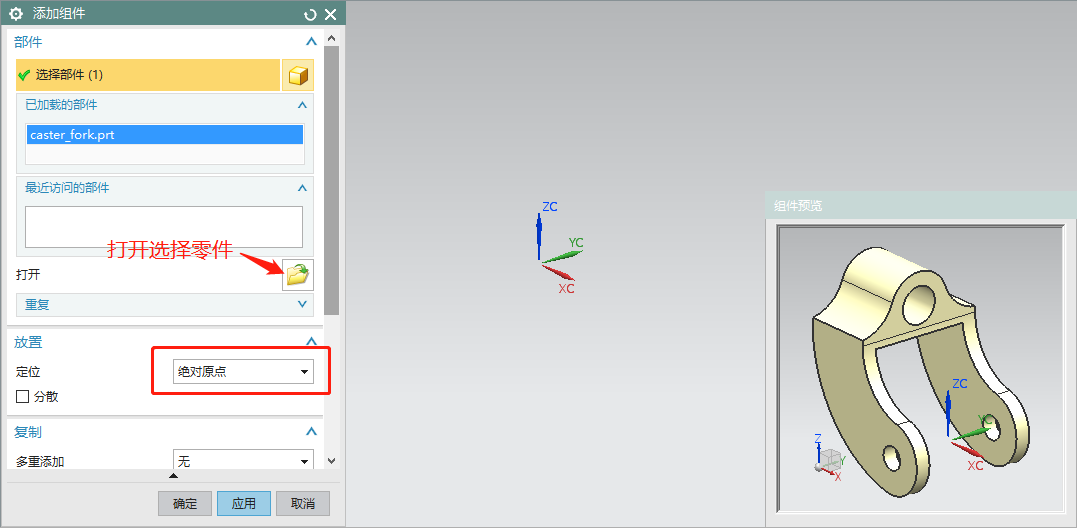 添加组件
部件
选择部件 (1)
已加载的部件
caster_fork.prt
最近访问的部件
打开选择零件
打开
重复
放置
定位
绝对原点
分散
复制
多重添加
无
确定
应用
取消
ZC
YC
XC
组件预览
ZC
YC
XC
Z
Y
X